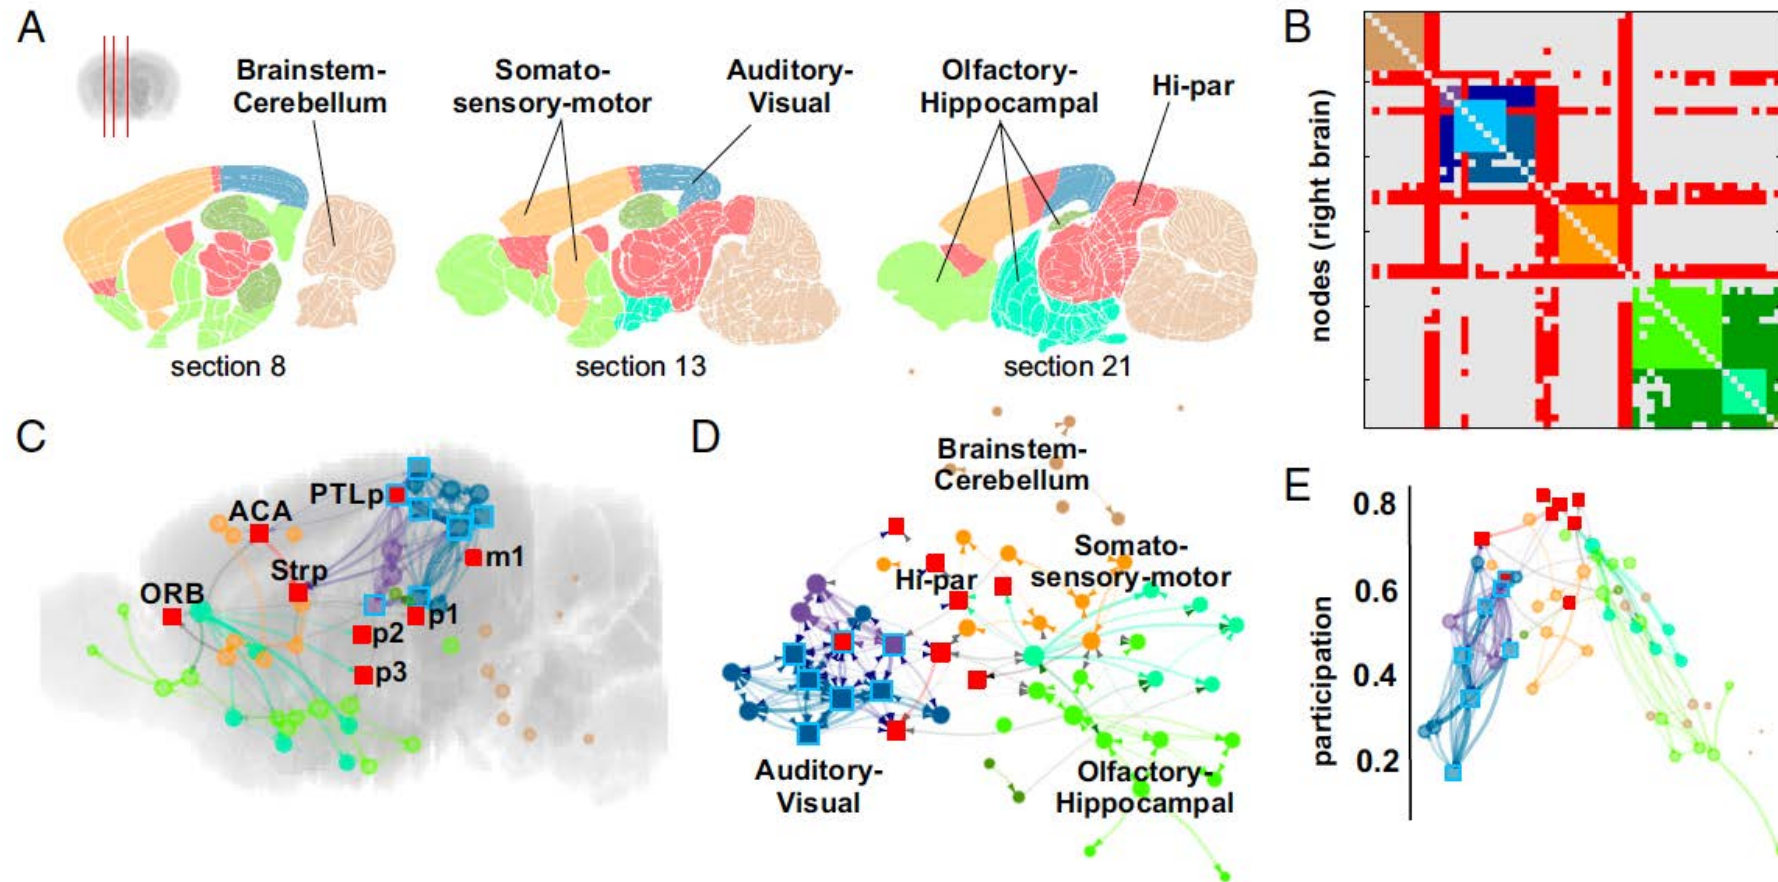 A
Brainstem-
Cerebellum
Somato-
sensory-motor
Auditory-
Visual
Olfactory-
Hippocampal
Hi-par
section 8
section 13
section 21
B
nodes (right brain)
C
PTLp
ACA
Strp
m1
ORB
p1
p2
p3
D
Brainstem-
Cerebellum
Somato-
sensory-motor
Hi-par
Auditory-
Visual
Olfactory-
Hippocampal
E
participation
0.8
0.6
0.4
0.2